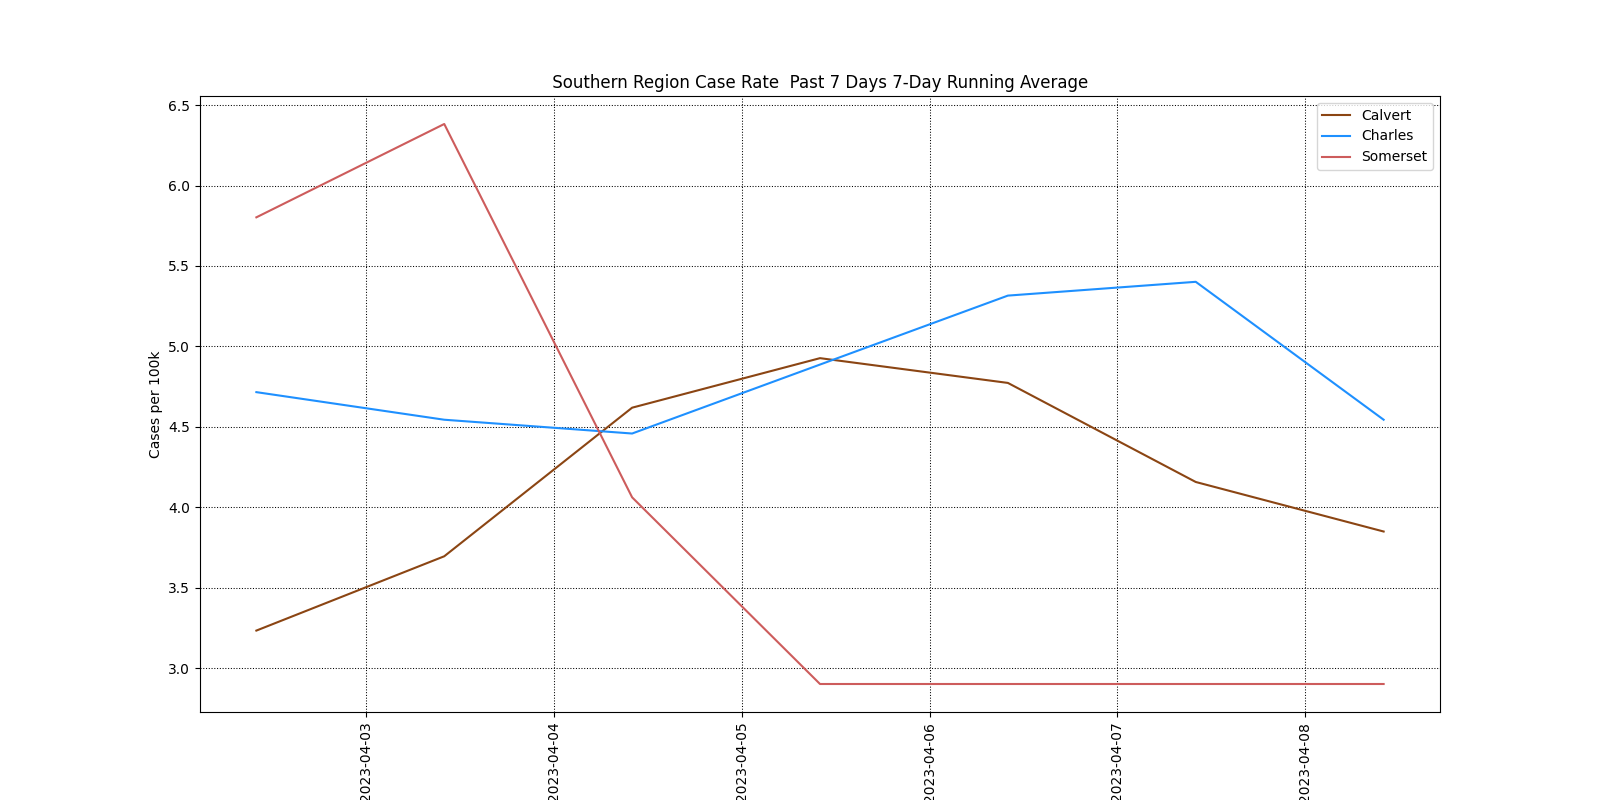 Southern Region Case Rate  Past 7 Days 7-Day Running Average
6.5
6.0
5.5
5.0
4.5
4.0
3.5
3.0
Cases per 100k
Calvert
Charles
Somerset
2023-04-03
2023-04-04
2023-04-05
2023-04-06
2023-04-07
2023-04-08